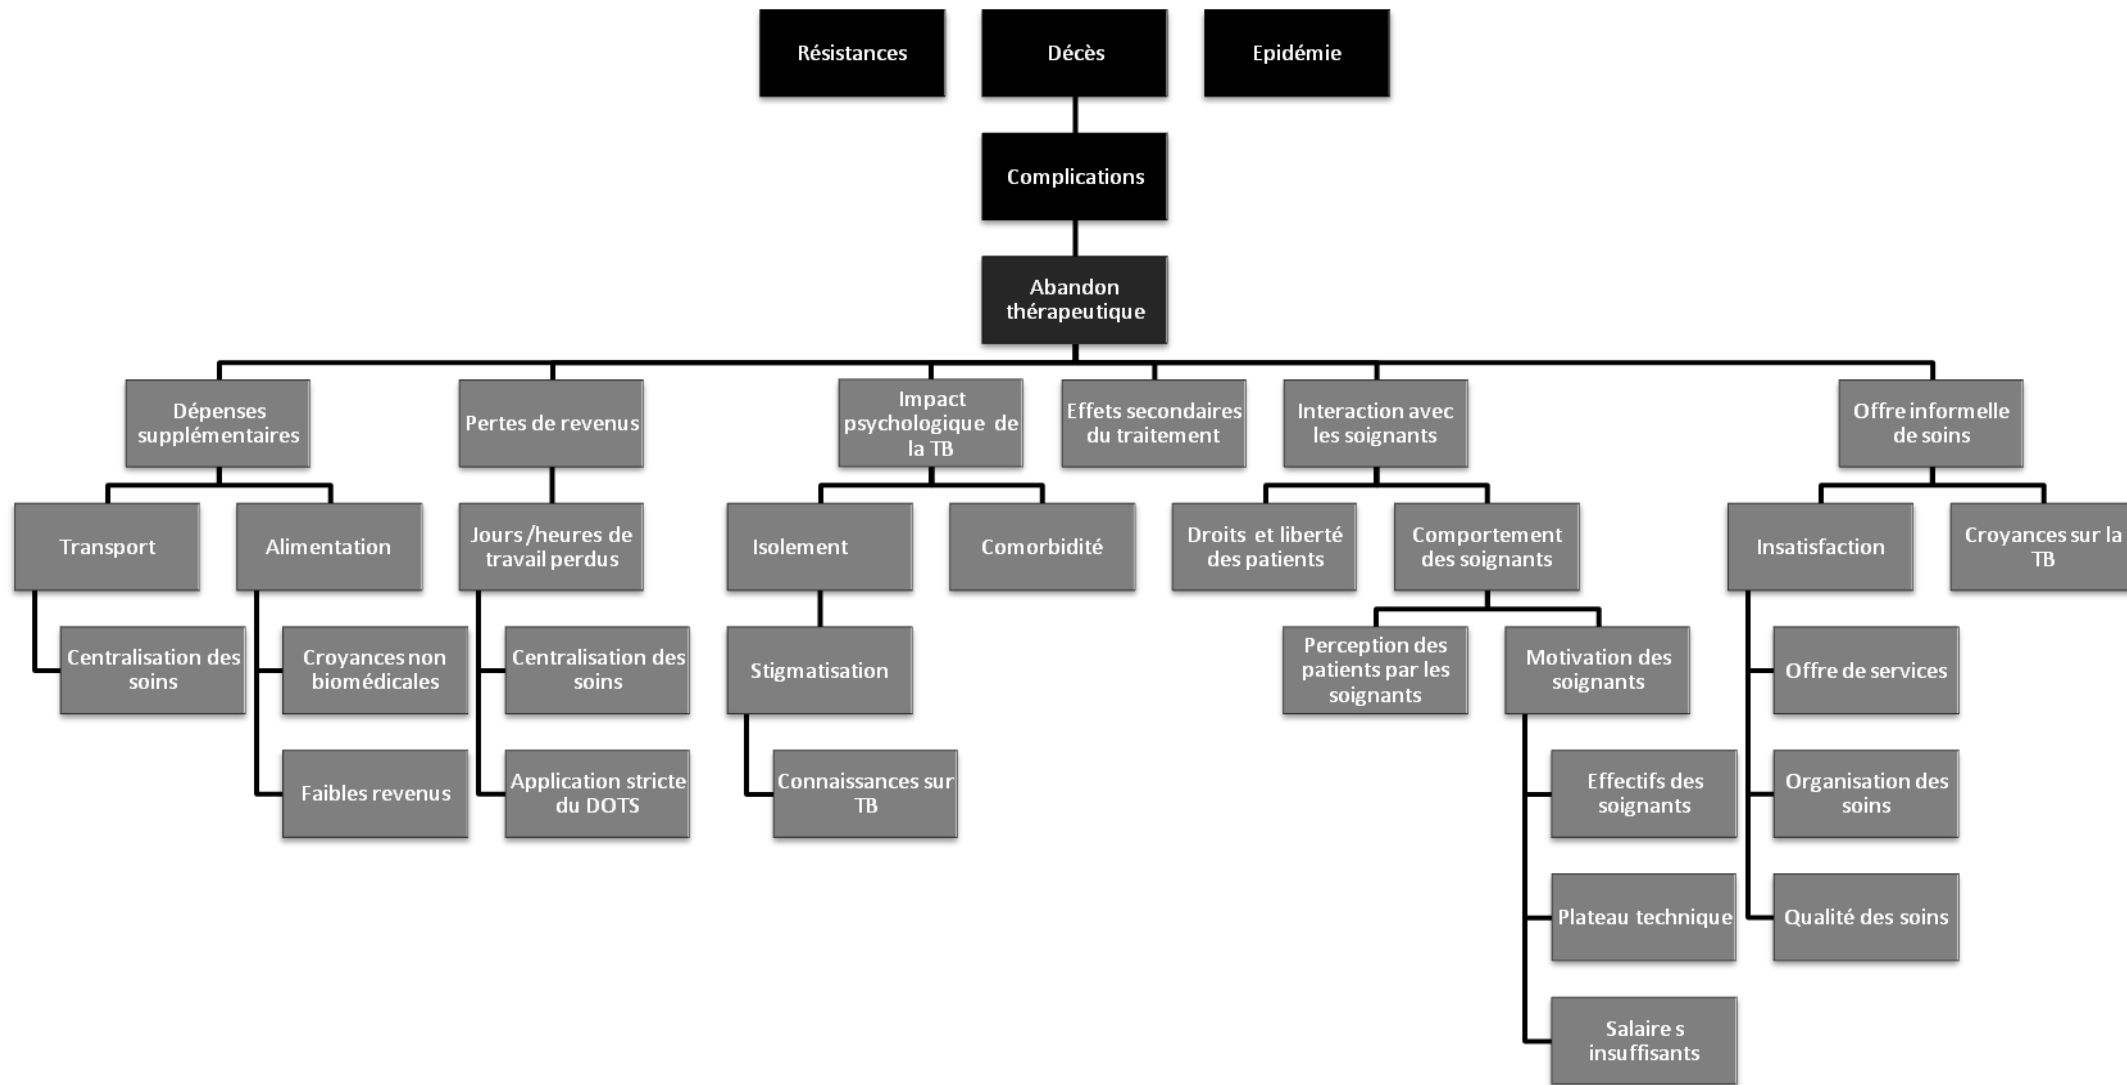 Résistances
Décès
Epidémie
Complications
Abandon
thérapeutique
Dépenses
supplémentaires
Pertes de revenus
Impact
psychologique de
la TB
Effets secondaires
du traitement
Interaction avec
les soignants
Offre informelle
de soins
Transport
Alimentation
Jours /heures de
travail perdus
Isolement
Comorbidité
Droits et liberté
des patients
Comportement
des soignants
Insatisfaction
Croyances sur la
TB
Centralisation des
soins
Croyances non
biomédicales
Centralisation des
soins
Stigmatisation
Perception des
patients par les
soignants
Motivation des
soignants
Offre de services
Faibles revenus
Application stricte
du DOTS
Connaissances sur
TB
Effectifs des
soignants
Organisation des
soins
Plateau technique
Qualité des soins
Salaire s
insuffisants